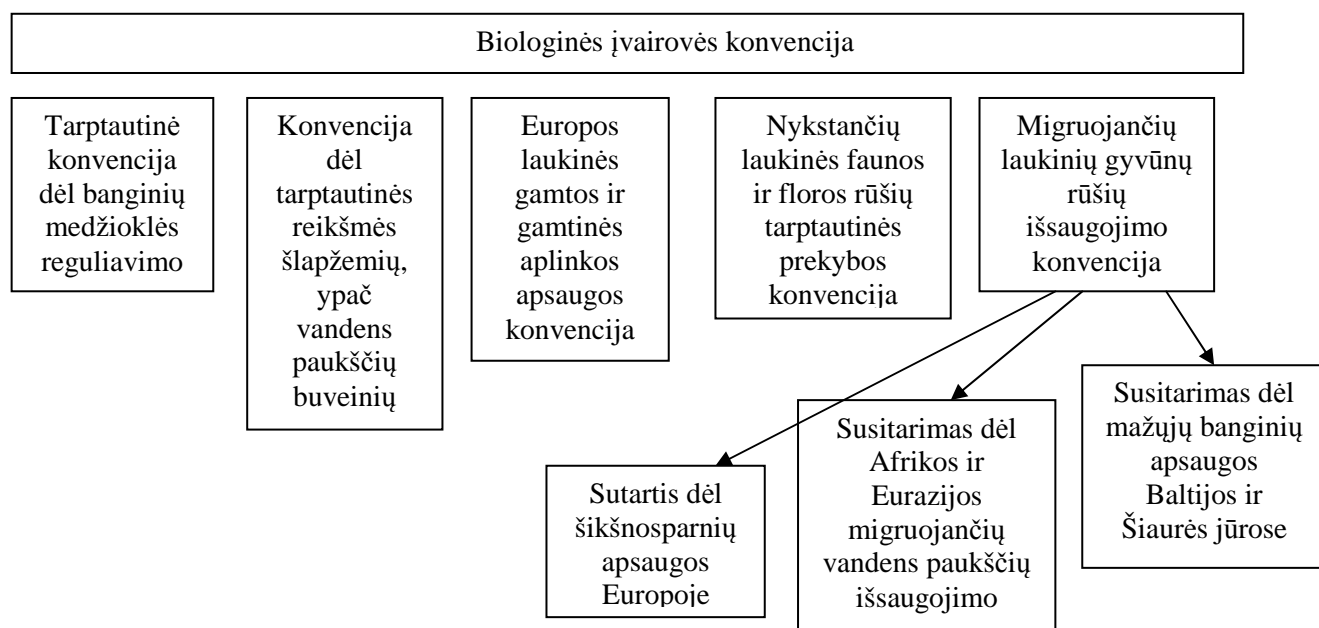 Biologinės įvairovės konvencija
Tarptautinė
konvencija
dėl banginių
medžioklės
reguliavimo
Konvencija
dėl
tarptautinės
reikšmės
šlapžemių,
ypač
vandens
paukščių
buveinių
Europos
laukinės
gamtos ir
gamtinės
aplinkos
apsaugos
konvencija
Nykstančių
laukinės faunos
ir floros rūšių
tarptautinės
prekybos
konvencija
Migruojančių
laukinių gyvūnų
rūšių
išsaugojimo
konvencija
Sutartis dėl
šikšnosparnių
apsaugos
Europoje
Susitarimas dėl
Afrikos ir
Eurazijos
migruojančių
vandens paukščių
išsaugojimo
Susitarimas dėl
mažųjų banginių
apsaugos
Baltijos ir
Šiaurės jūrose